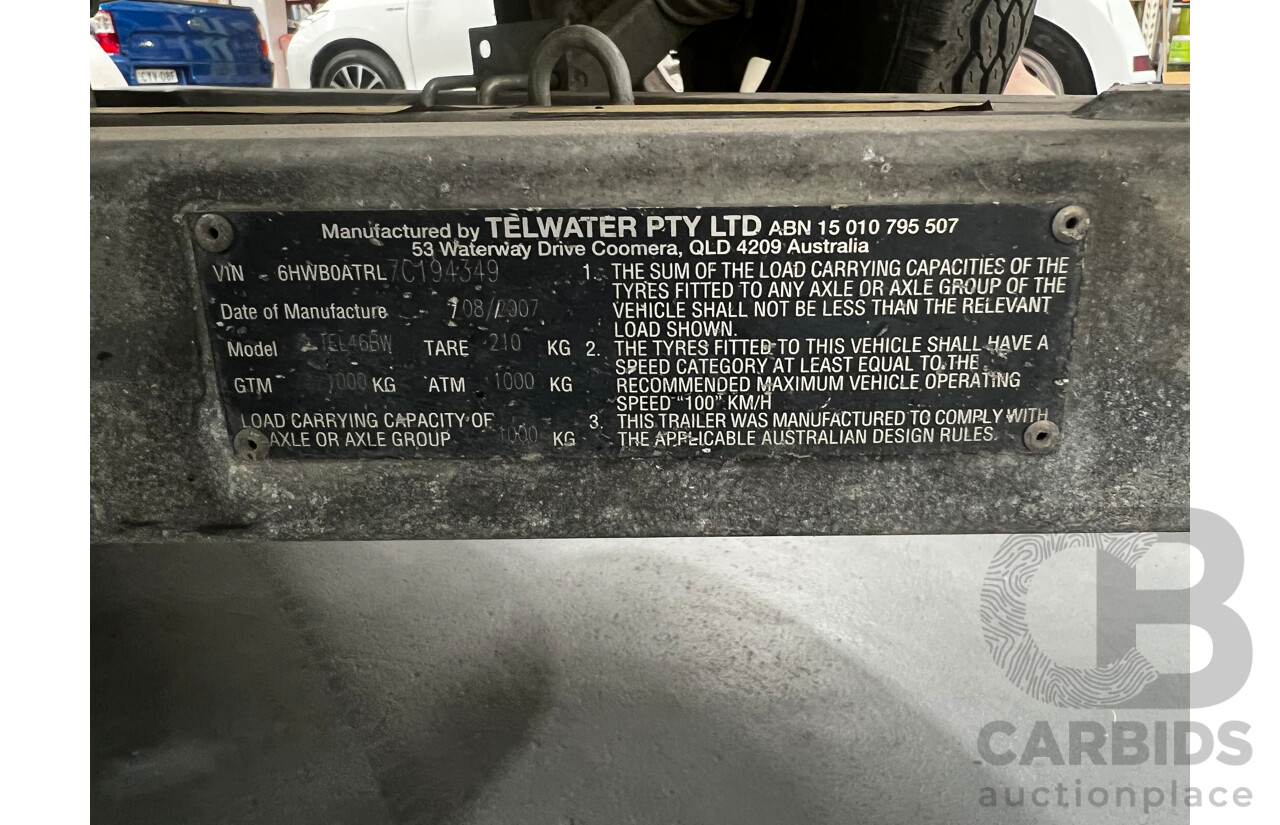 CYY·08F
Manufactured by TELWATER PTY LTD ABN 15 010 795 507
53 Waterway Drive Coomera, QLD 4209 Australia
VIN - 6HWB0ATRL7C194349
Date of Manufacture - 08/2007
Model TARE 210 KG
GTM 1000 KG ATM 1000 KG
LOAD CARRYING CAPACITY OF
AXLE OR AXLE GROUP 1000 KG
1. THE SUM OF THE LOAD CARRYING CAPACITIES OF THE
TYRES FITTED TO ANY AXLE OR AXLE GROUP OF THE
VEHICLE SHALL NOT BE LESS THAN THE RELEVANT
LOAD SHOWN.
2. THE TYRES FITTED TO THIS VEHICLE SHALL HAVE A
SPEED CATEGORY AT LEAST EQUAL TO THE
RECOMMENDED MAXIMUM VEHICLE OPERATING
SPEED "100" KM/H
3. THIS TRAILER WAS MANUFACTURED TO COMPLY WITH
THE APPLICABLE AUSTRALIAN DESIGN RULES.
CB
CARBIDS
auctionplace